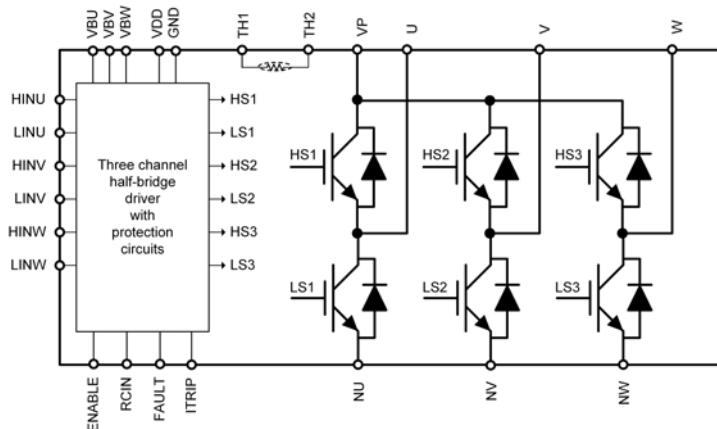 VBU
VBV
VBW
VDD
GND
TH1
TH2
VP
U
V
W
HINU
LINU
HINV
LINV
HINW
LINW
Three channel
half-bridge
driver
with
protection
circuits
HS1
LS1
HS2
LS2
HS3
LS3
HS1
HS2
HS3
LS1
LS2
LS3
ENABLE
RCIN
FAULT
ITRIP
NU
NV
NW